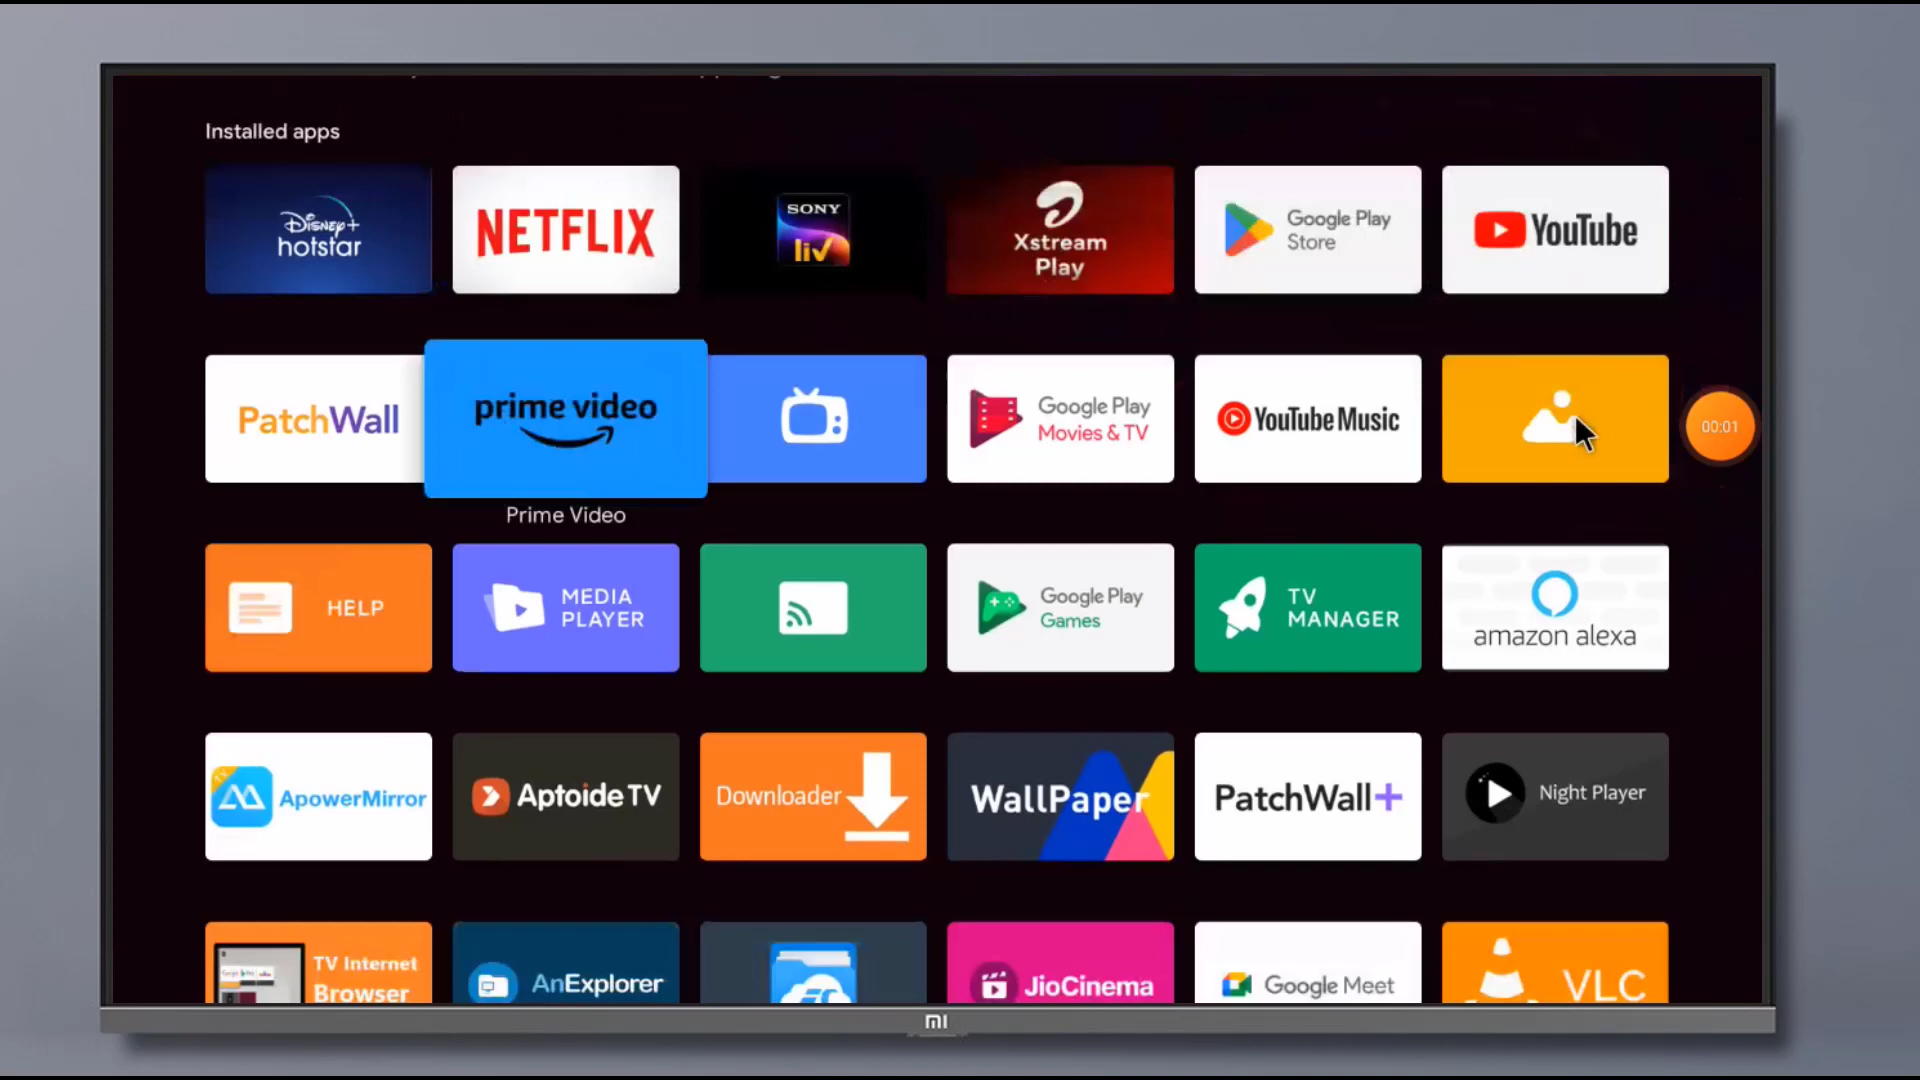 Installed apps
Disney+
hotstar
NETFLIX
SONY
liv
Xstream
Play
Google Play
Store
YouTube
PatchWall
prime video
Google Play
Movies & TV
YouTube Music
00:01
Prime Video
HELP
MEDIA
PLAYER
Google Play
Games
TV
MANAGER
amazon alexa
ApowerMirror
Aptoide TV
Downloader
WallPaper
PatchWall+
Night Player
TV Internet
Browser
AnExplorer
JioCinema
Google Meet
VLC
mi